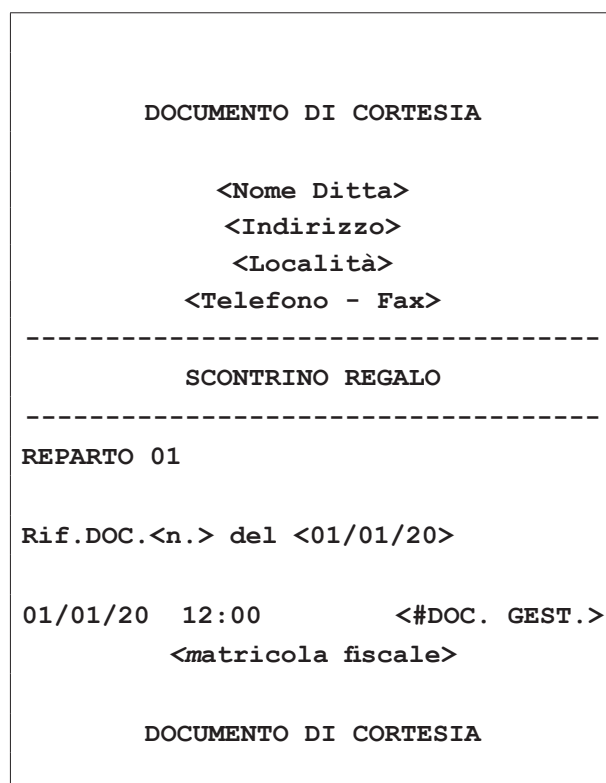 DOCUMENTO DI CORTESIA
<Nome Ditta>
<Indirizzo>
<Località>
<Telefono - Fax>
------------------------------------
SCONTRINO REGALO
------------------------------------
REPARTO 01
Rif.DOC.<n.> del <01/01/20>
01/01/20 12:00 <#DOC. GEST.>
<matricola fiscale>
DOCUMENTO DI CORTESIA